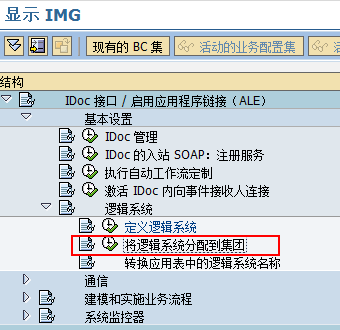 显示 IMG
现有的 BC 集 活动的业务配置集 活
结构
IDoc 接口 / 启用应用程序链接（ALE）
基本设置
IDoc 管理
IDoc 的入站 SOAP：注册服务
执行自动工作流定制
激活 IDoc 内向事件接收人连接
逻辑系统
定义逻辑系统
将逻辑系统分配到集团
转换应用表中的逻辑系统名称
通信
建模和实施业务流程
系统监控器